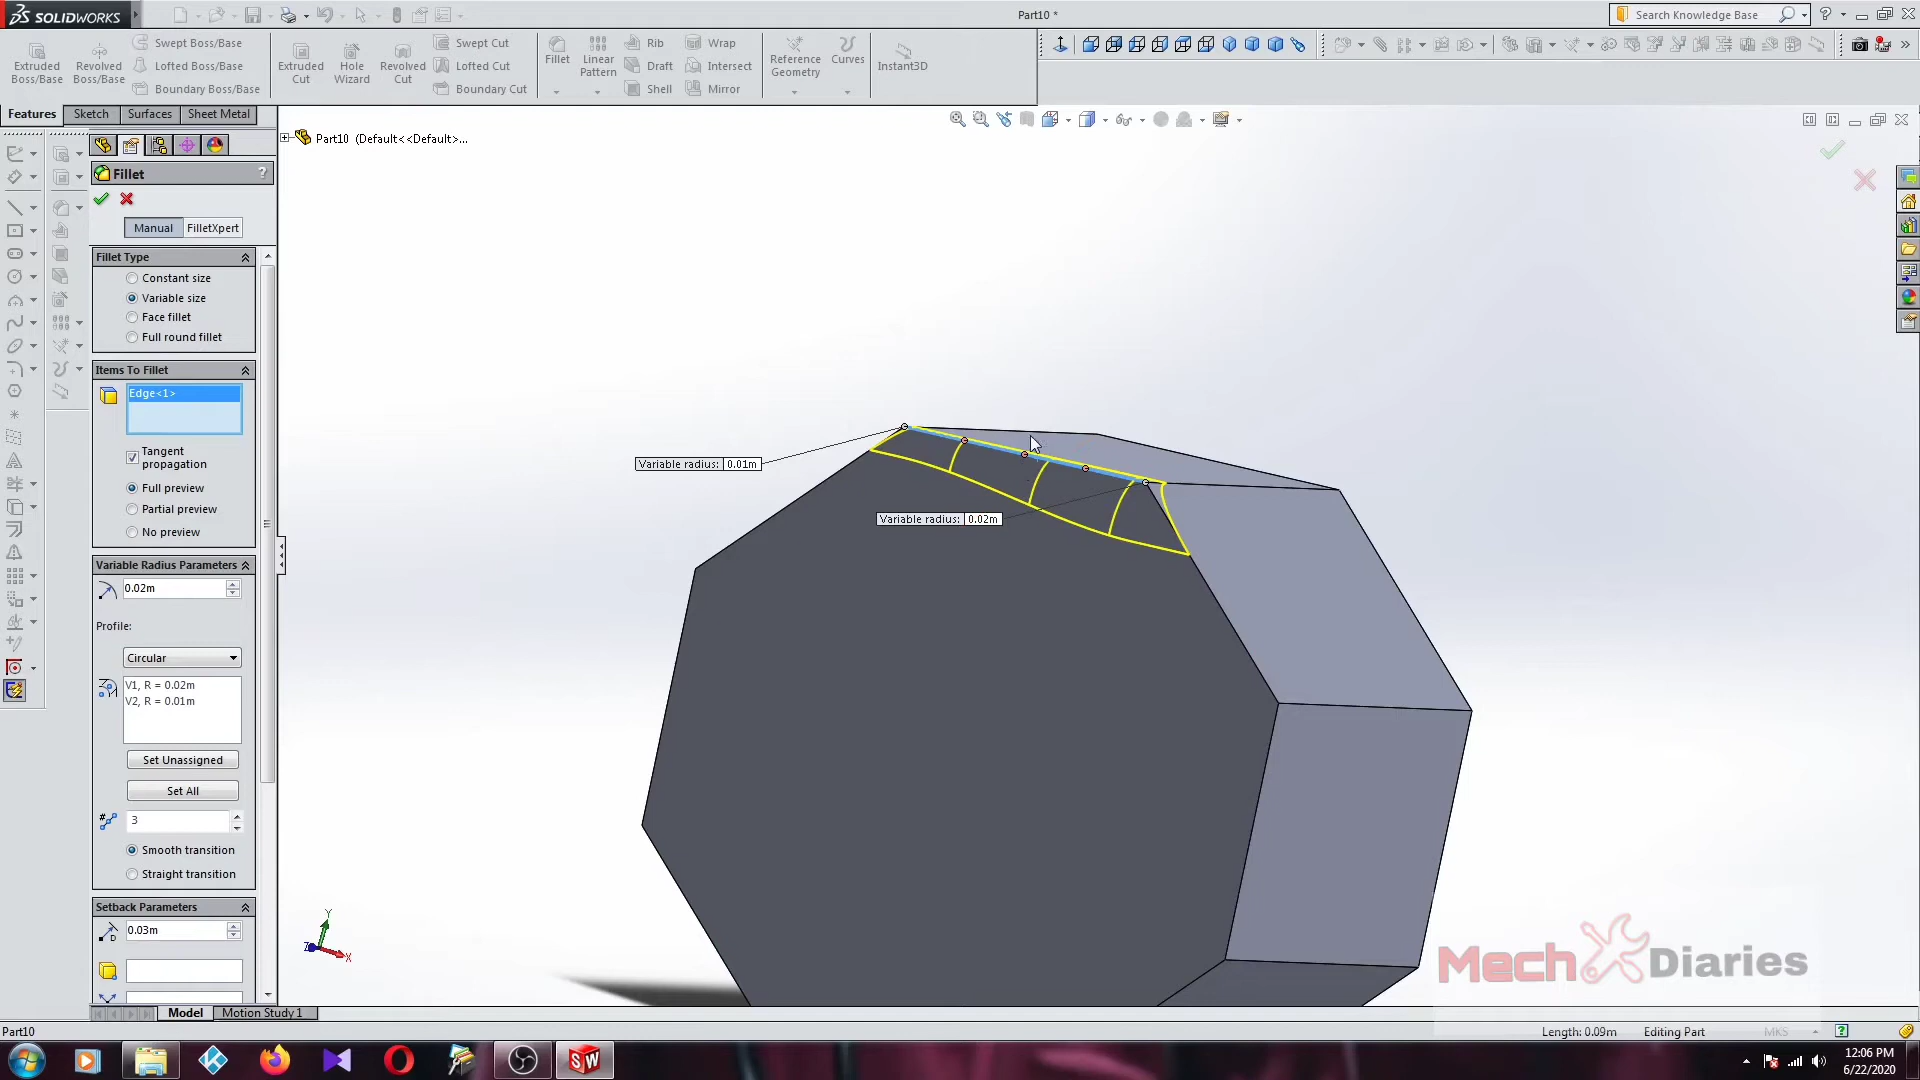 SOLIDWORKS
Part10 *
Search Knowledge Base
Extruded Boss/Base
Revolved Boss/Base
Swept Boss/Base
Lofted Boss/Base
Boundary Boss/Base
Extruded Cut
Hole Wizard
Revolved Cut
Swept Cut
Lofted Cut
Boundary Cut
Fillet
Linear Pattern
Rib
Draft
Shell
Wrap
Intersect
Mirror
Reference Geometry
Curves
Instant3D
Features
Sketch
Surfaces
Sheet Metal
Part10 (Default<<Default>...
Fillet
?
Manual
FilletXpert
Fillet Type
Constant size
Variable size
Face fillet
Full round fillet
Items To Fillet
Edge<1>
Tangent
propagation
Full preview
Partial preview
No preview
Variable Radius Parameters
0.02m
Profile:
Circular
V1, R = 0.02m
V2, R = 0.01m
Set Unassigned
Set All
3
Smooth transition
Straight transition
Setback Parameters
0.03m
Variable radius: 0.01m
Variable radius: 0.02m
Y
Z
X
Mech Diaries
Model
Motion Study 1
Part10
Length: 0.09m
Editing Part
MKS
?
SW
12:06 PM
6/22/2020